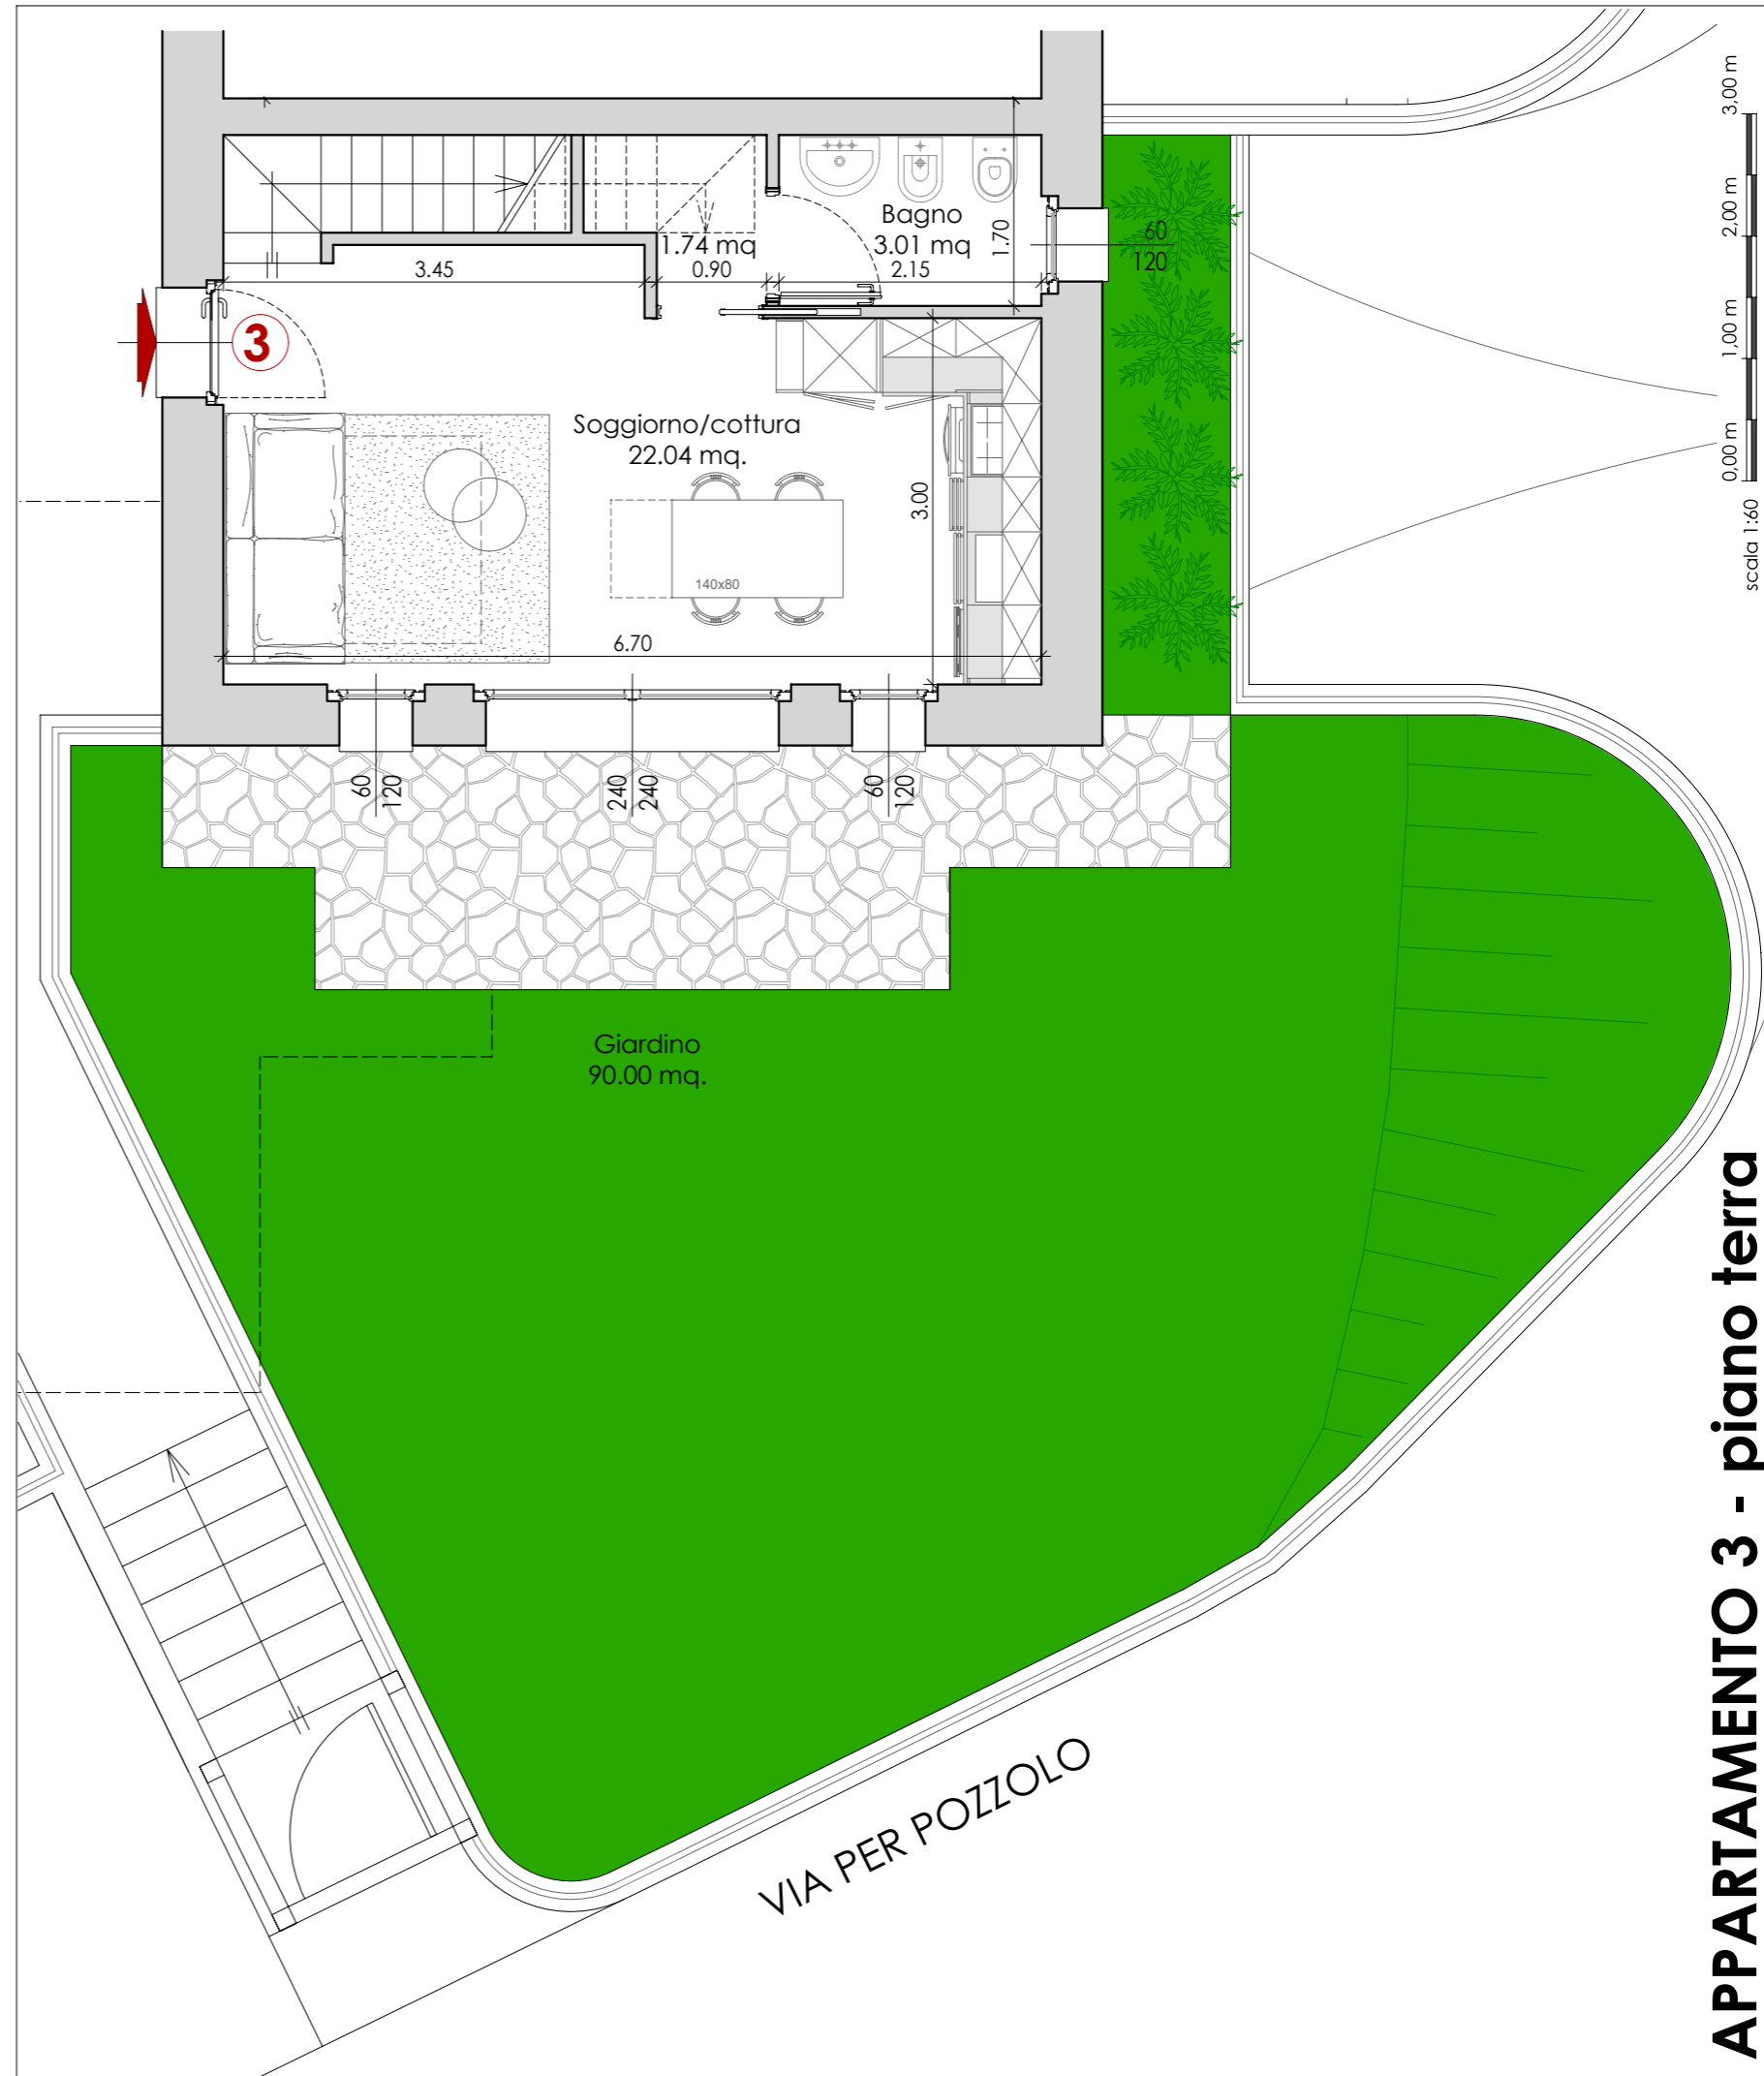 Bagno
3.01 mq
1.74 mq
1.70
60
120
3.45
0.90
2.15
3
Soggiorno/cottura
22.04 mq.
3.00
140x80
6.70
60
120
240
240
60
120
Giardino
90.00 mq.
VIA PER POZZOLO
scala 1:60
0,00 m
1,00 m
2,00 m
3,00 m
APPARTAMENTO 3 - piano terra